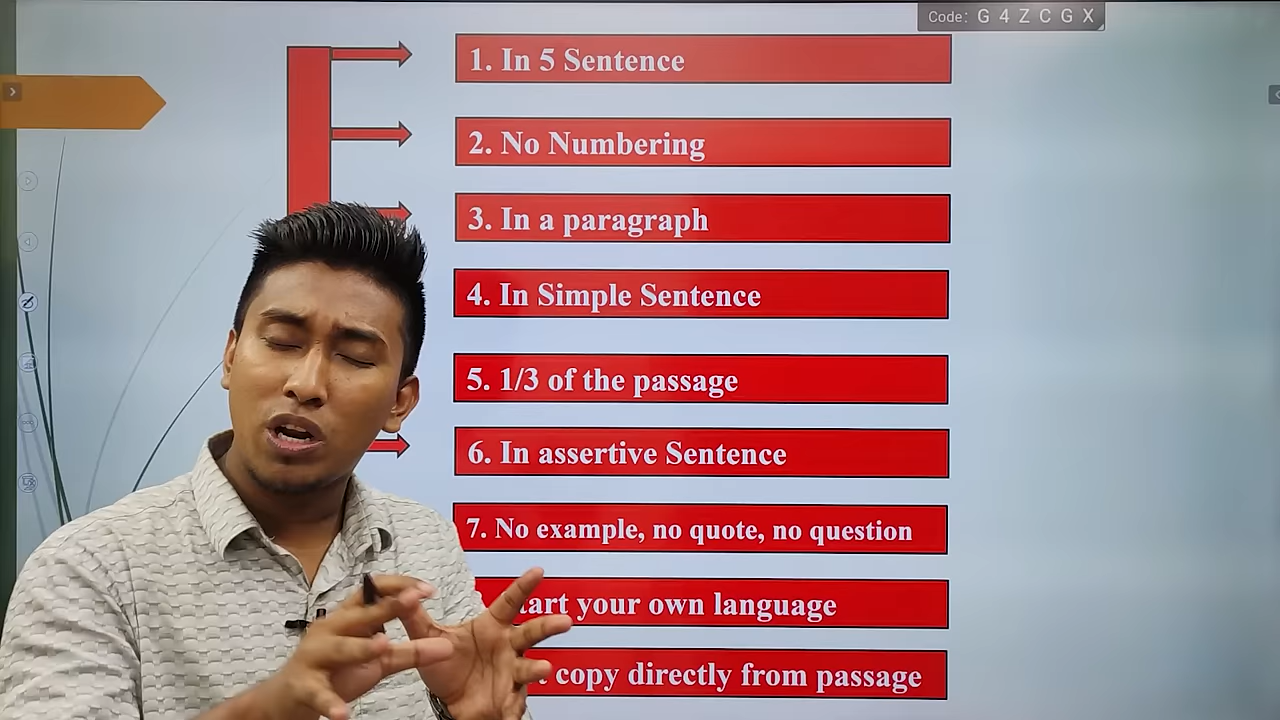 Code: G 4 Z C G X
1. In 5 Sentence
2. No Numbering
3. In a paragraph
4. In Simple Sentence
5. 1/3 of the passage
6. In assertive Sentence
7. No example, no quote, no question
your own language
copy directly from passage